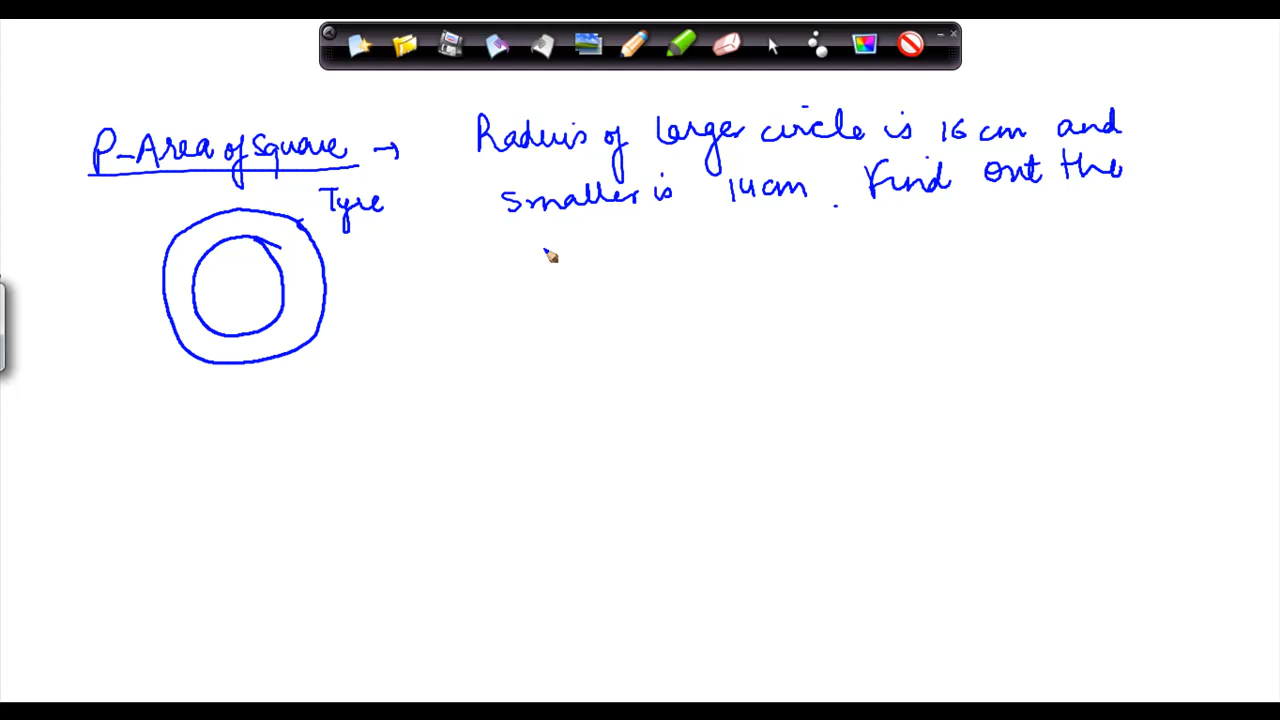 P-Area of Square →
Tyre
Radius of larger circle is 16 cm and
smaller is 14cm. Find out the